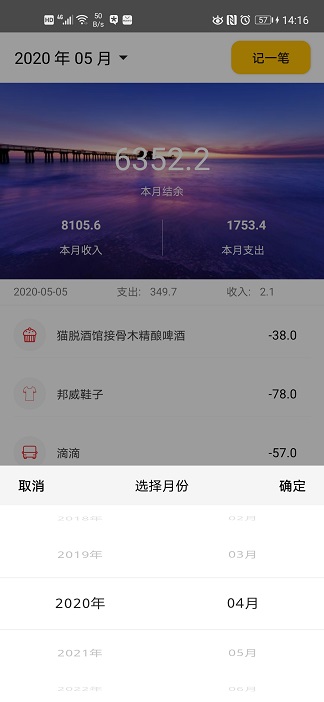 HD 4G 50 B/s 57 14:16
2020 年 05 月 记一笔
6352.2
本月结余
8105.6 1753.4
本月收入 本月支出
2020-05-05 支出: 349.7 收入: 2.1
猫脱酒馆接骨木精酿啤酒 -38.0
邦威鞋子 -78.0
滴滴 -57.0
取消 选择月份 确定
2018年 02月
2019年 03月
2020年 04月
2021年 05月
2022年 06月